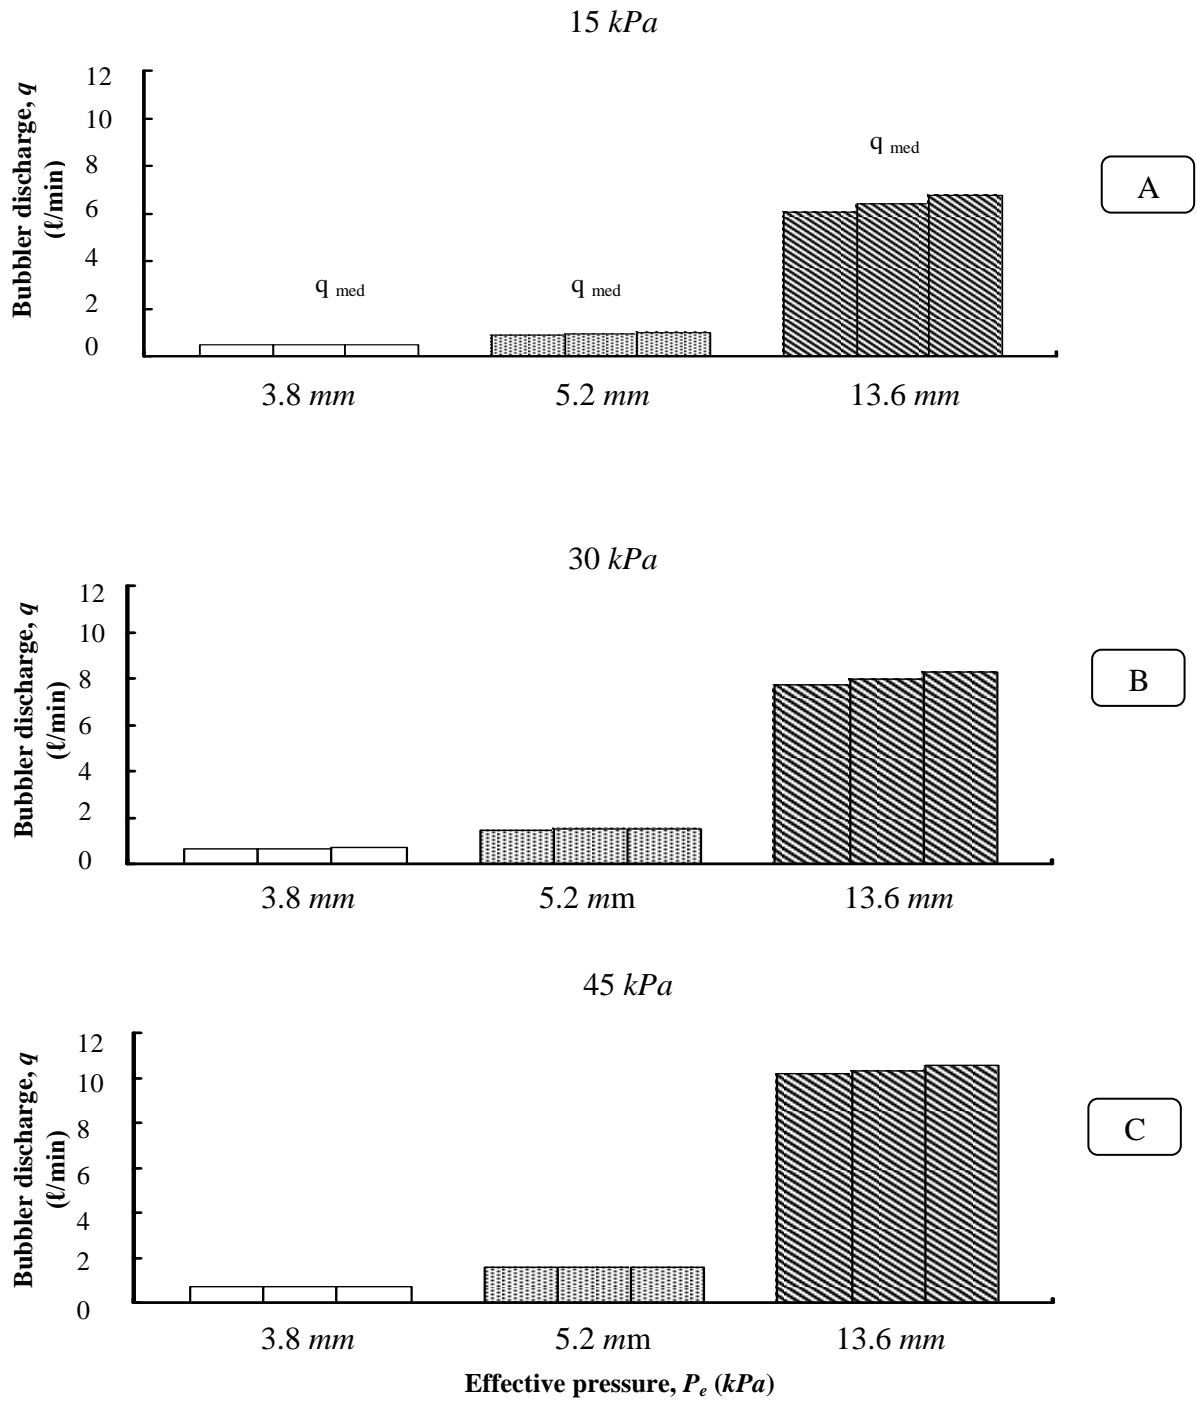 15 kPa
Bubbler discharge, q
(ℓ/min)
12
10
8
6
4
2
0
q med
q med
q med
A
3.8 mm
5.2 mm
13.6 mm
30 kPa
Bubbler discharge, q
(ℓ/min)
12
10
8
6
4
2
0
B
3.8 mm
5.2 mm
13.6 mm
45 kPa
Bubbler discharge, q
(ℓ/min)
12
10
8
6
4
2
0
C
3.8 mm
5.2 mm
13.6 mm
Effective pressure, Pe (kPa)